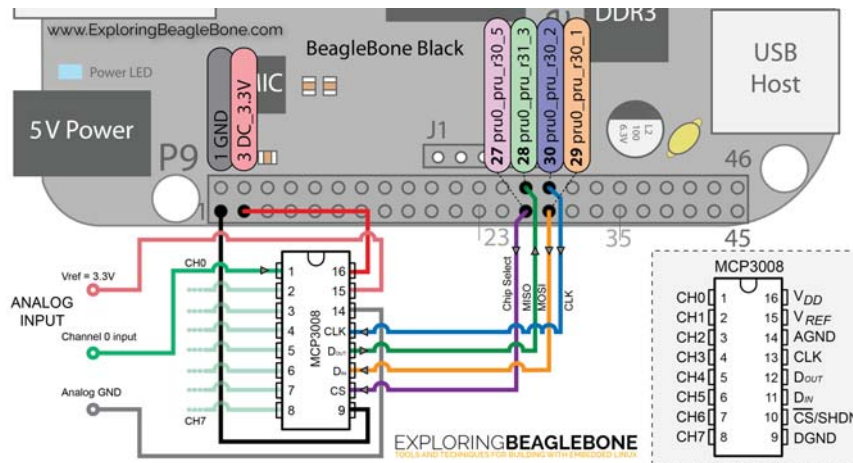 www.ExploringBeagleBone.com
Power LED
5V Power
P9
1 GND
3 DC_3.3V
MIC
BeagleBone Black
J1
27 pru0_pru_r30_5
28 pru0_pru_r31_3
30 pru0_pru_r30_2
29 pru0_pru_r30_1
DDR3
L2
100
6.3V
USB
Host
46
1
23
35
45
Vref = 3.3V
ANALOG
INPUT
Channel 0 input
Analog GND
CH0
CH7
MCP3008
1
2
3
4
5
6
7
8
16
15
14
CLK
DOUT
DIN
CS
9
Chip Select
MISO
MOSI
CLK
EXPLORINGBEAGLEBONE
TOOLS AND TECHNIQUES FOR BUILDING WITH EMBEDDED LINUX
MCP3008
CH0 1 16 VDD
CH1 2 15 VREF
CH2 3 14 AGND
CH3 4 13 CLK
CH4 5 12 DOUT
CH5 6 11 DIN
CH6 7 10 CS/SHDN
CH7 8 9 DGND